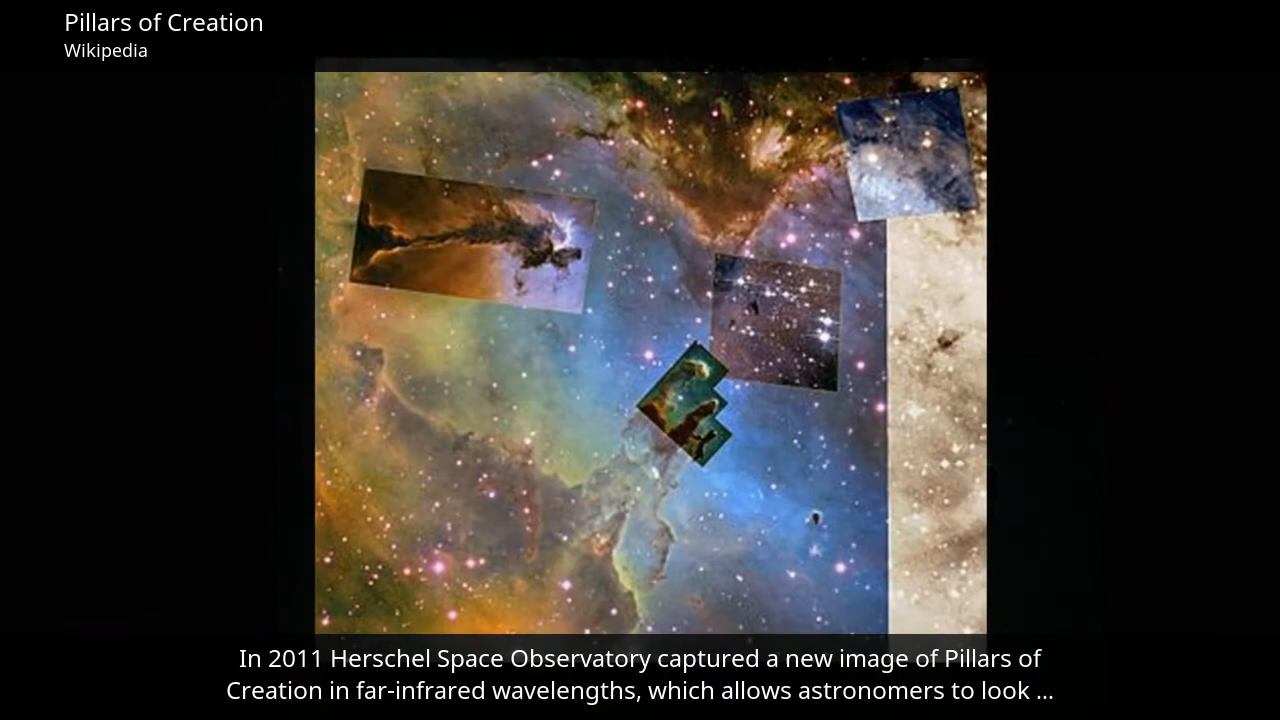 Pillars of Creation
Wikipedia
In 2011 Herschel Space Observatory captured a new image of Pillars of
Creation in far-infrared wavelengths, which allows astronomers to look ...